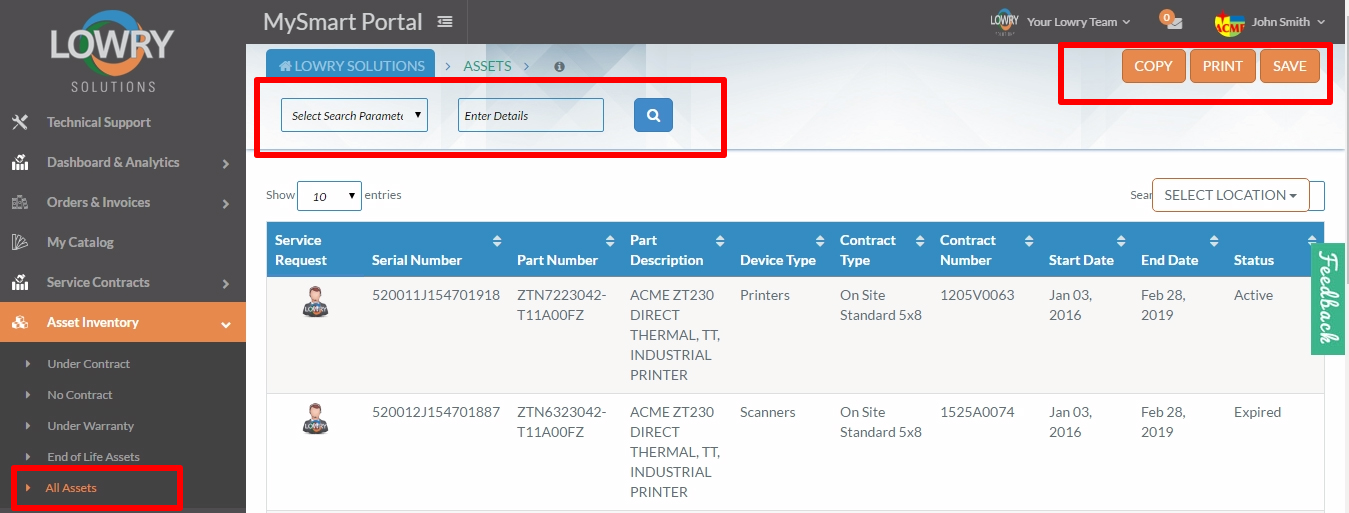 LOWRY
SOLUTIONS
MySmart Portal
Your Lowry Team
0
ACME
John Smith
Technical Support
Dashboard & Analytics
Orders & Invoices
My Catalog
Service Contracts
Asset Inventory
Under Contract
No Contract
Under Warranty
End of Life Assets
All Assets
LOWRY SOLUTIONS > ASSETS >
COPY PRINT SAVE
Select Search Paramete
Enter Details
Show 10 entries
Sear
SELECT LOCATION
Service Request
Serial Number
Part Number
Part Description
Device Type
Contract Type
Contract Number
Start Date
End Date
Status
LOWRY
520011J154701918
ZTN7223042-
T11A00FZ
ACME ZT230
DIRECT
THERMAL, TT,
INDUSTRIAL
PRINTER
Printers
On Site
Standard 5x8
1205V0063
Jan 03,
2016
Feb 28,
2019
Active
LOWRY
520012J154701887
ZTN6323042-
T11A00FZ
ACME ZT230
DIRECT
THERMAL, TT,
INDUSTRIAL
PRINTER
Scanners
On Site
Standard 5x8
1525A0074
Jan 03,
2016
Feb 28,
2019
Expired
Feedback